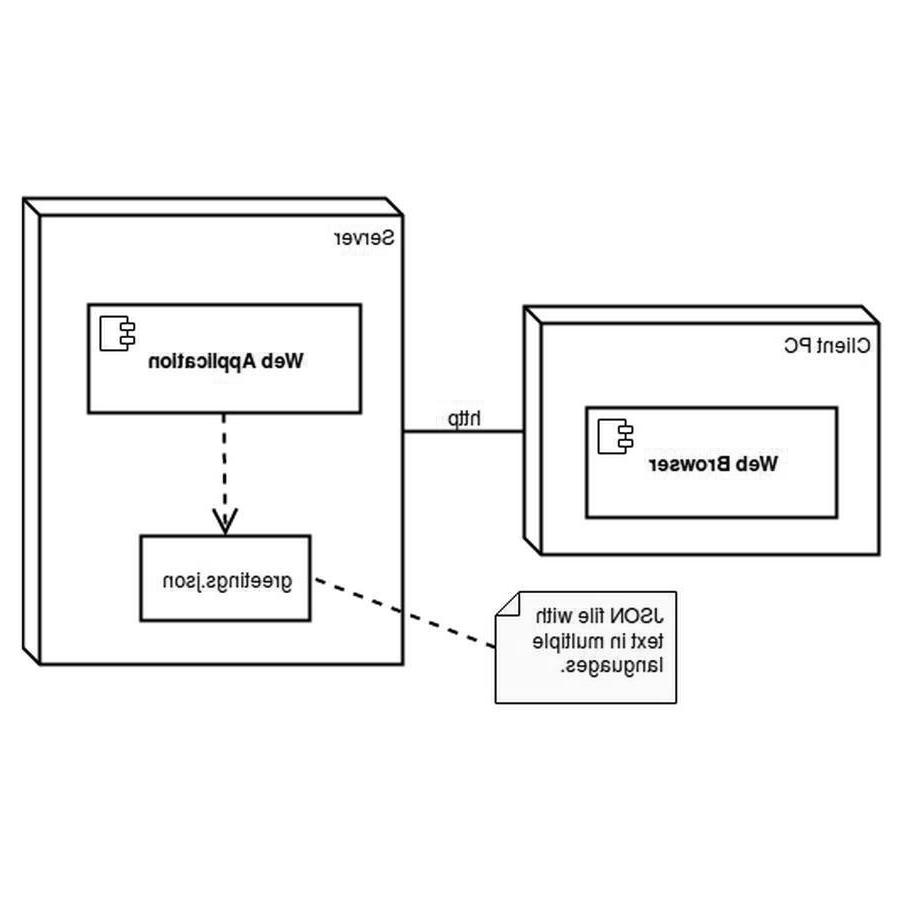 Server
Web Application
greetings.json
http
Client PC
Web Browser
JSON file with
text in multiple
languages.